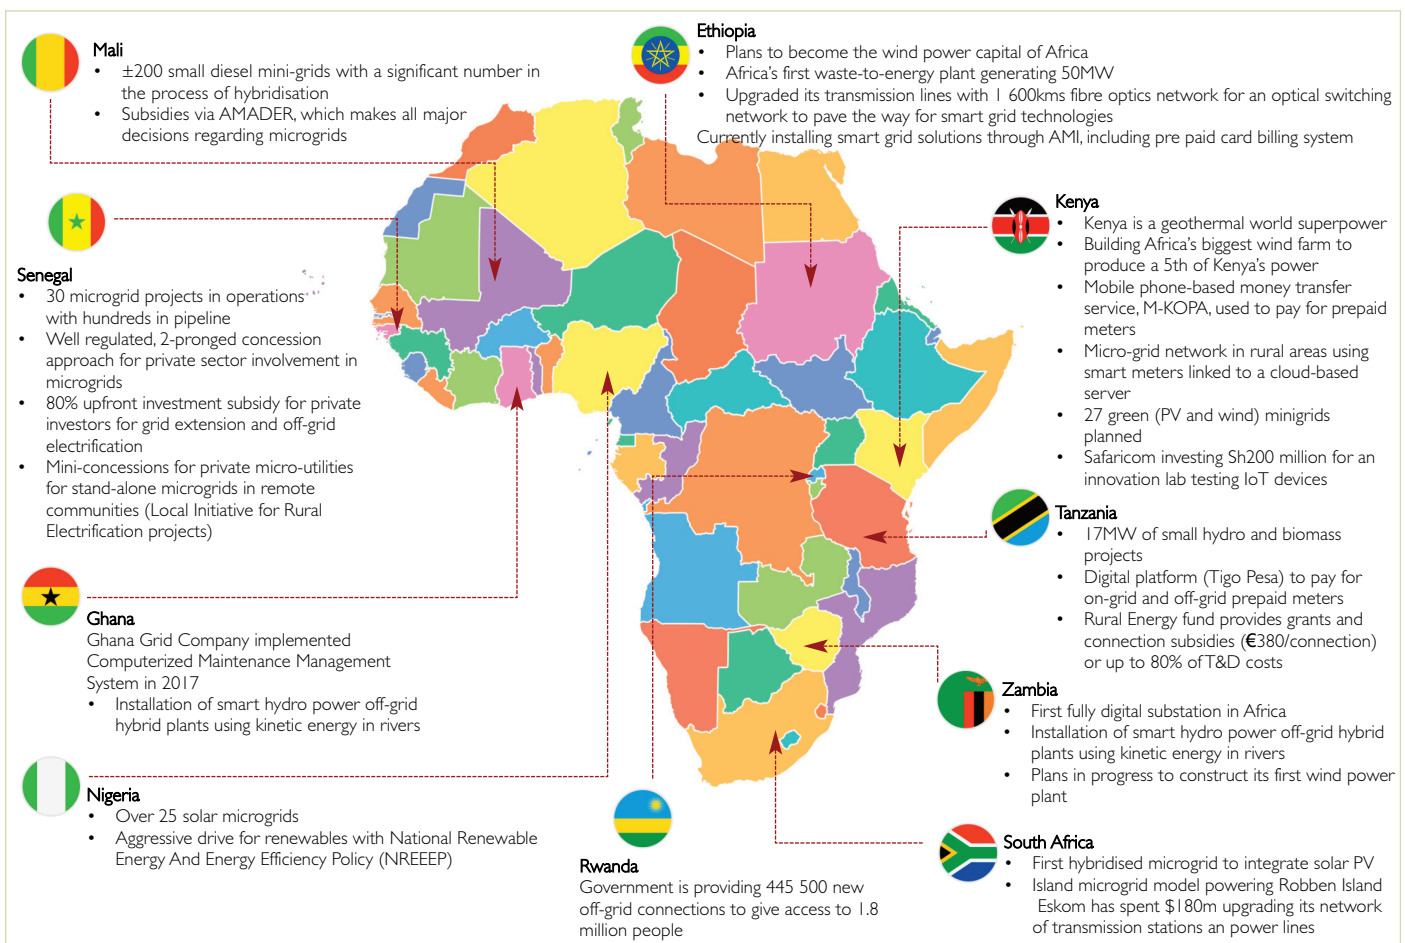 Mali
• ±200 small diesel mini-grids with a significant number in
the process of hybridisation
• Subsidies via AMADER, which makes all major
decisions regarding microgrids
Ethiopia
• Plans to become the wind power capital of Africa
• Africa's first waste-to-energy plant generating 50MW
• Upgraded its transmission lines with 1 600kms fibre optics network for an optical switching
network to pave the way for smart grid technologies
Currently installing smart grid solutions through AMI, including pre paid card billing system
Senegal
• 30 microgrid projects in operations
with hundreds in pipeline
• Well regulated, 2-pronged concession
approach for private sector involvement in
microgrids
• 80% upfront investment subsidy for private
investors for grid extension and off-grid
electrification
• Mini-concessions for private micro-utilities
for stand-alone microgrids in remote
communities (Local Initiative for Rural
Electrification projects)
Kenya
• Kenya is a geothermal world superpower
• Building Africa's biggest wind farm to
produce a 5th of Kenya's power
• Mobile phone-based money transfer
service, M-KOPA, used to pay for prepaid
meters
• Micro-grid network in rural areas using
smart meters linked to a cloud-based
server
• 27 green (PV and wind) minigrids
planned
• Safaricom investing Sh200 million for an
innovation lab testing IoT devices
Tanzania
• 17MW of small hydro and biomass
projects
• Digital platform (Tigo Pesa) to pay for
on-grid and off-grid prepaid meters
• Rural Energy fund provides grants and
connection subsidies (€380/connection)
or up to 80% of T&D costs
Ghana
Ghana Grid Company implemented
Computerized Maintenance Management
System in 2017
• Installation of smart hydro power off-grid
hybrid plants using kinetic energy in rivers
Zambia
• First fully digital substation in Africa
• Installation of smart hydro power off-grid hybrid
plants using kinetic energy in rivers
• Plans in progress to construct its first wind power
plant
Nigeria
• Over 25 solar microgrids
• Aggressive drive for renewables with National Renewable
Energy And Energy Efficiency Policy (NREEEP)
Rwanda
Government is providing 445 500 new
off-grid connections to give access to 1.8
million people
South Africa
• First hybridised microgrid to integrate solar PV
• Island microgrid model powering Robben Island
Eskom has spent $180m upgrading its network
of transmission stations an power lines